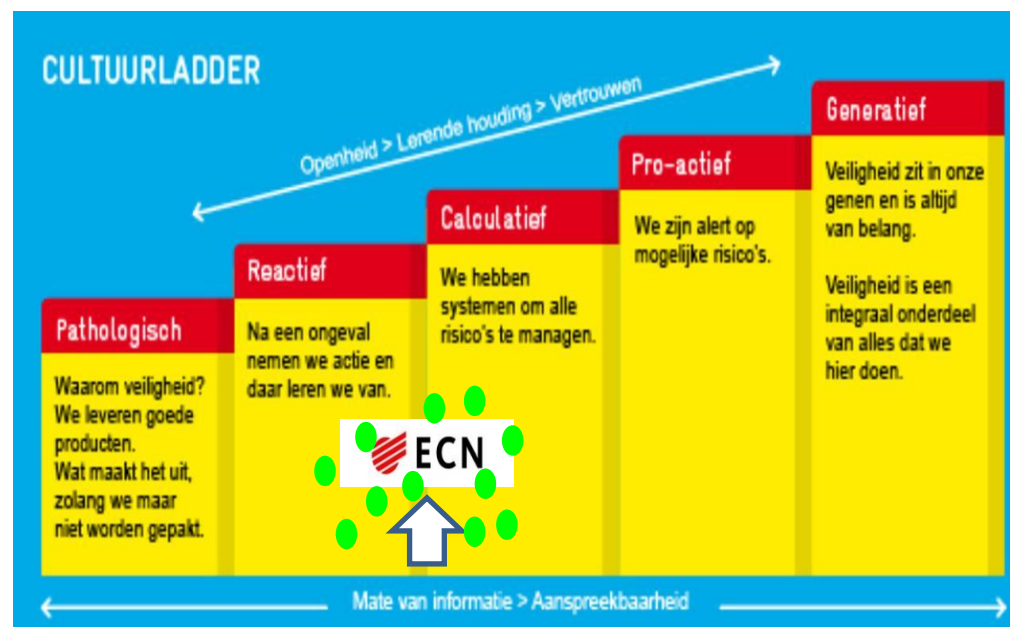 CULTUURLADDER
Openheid > Lerende houding > Vertrouwen
Pathologisch
Waarom veiligheid?
We leveren goede
producten.
Wat maakt het uit,
zolang we maar
niet worden gepakt.
Reactief
Na een ongeval
nemen we actie en
daar leren we van.
Calculatief
We hebben
systemen om alle
risico's te managen.
Pro-actief
We zijn alert op
mogelijke risico's.
Generatief
Veiligheid zit in onze
genen en is altijd
van belang.
Veiligheid is een
integraal onderdeel
van alles dat we
hier doen.
ECN
Mate van informatie > Aanspreekbaarheid